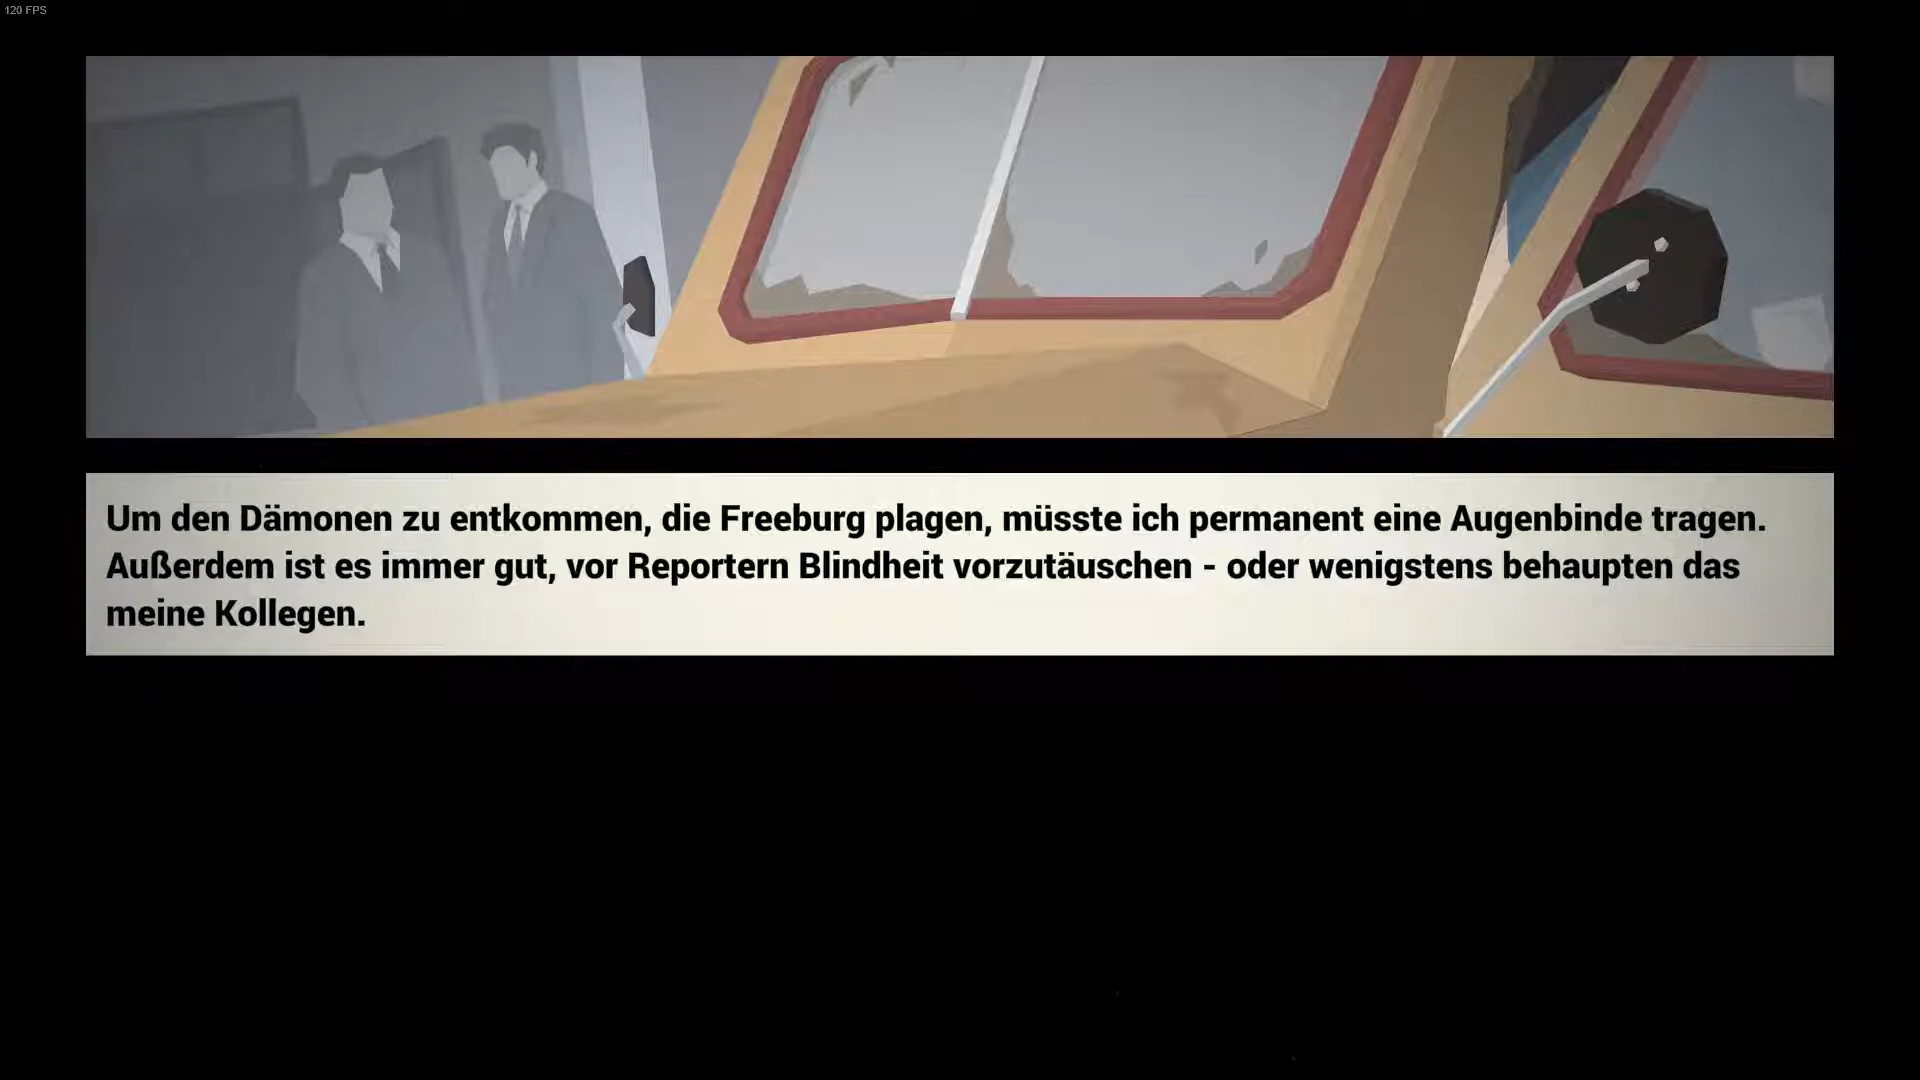 120 FPS
Um den Dämonen zu entkommen, die Freeburg plagen, müsste ich permanent eine Augenbinde tragen.
Außerdem ist es immer gut, vor Reportern Blindheit vorzutäuschen - oder wenigstens behaupten das
meine Kollegen.